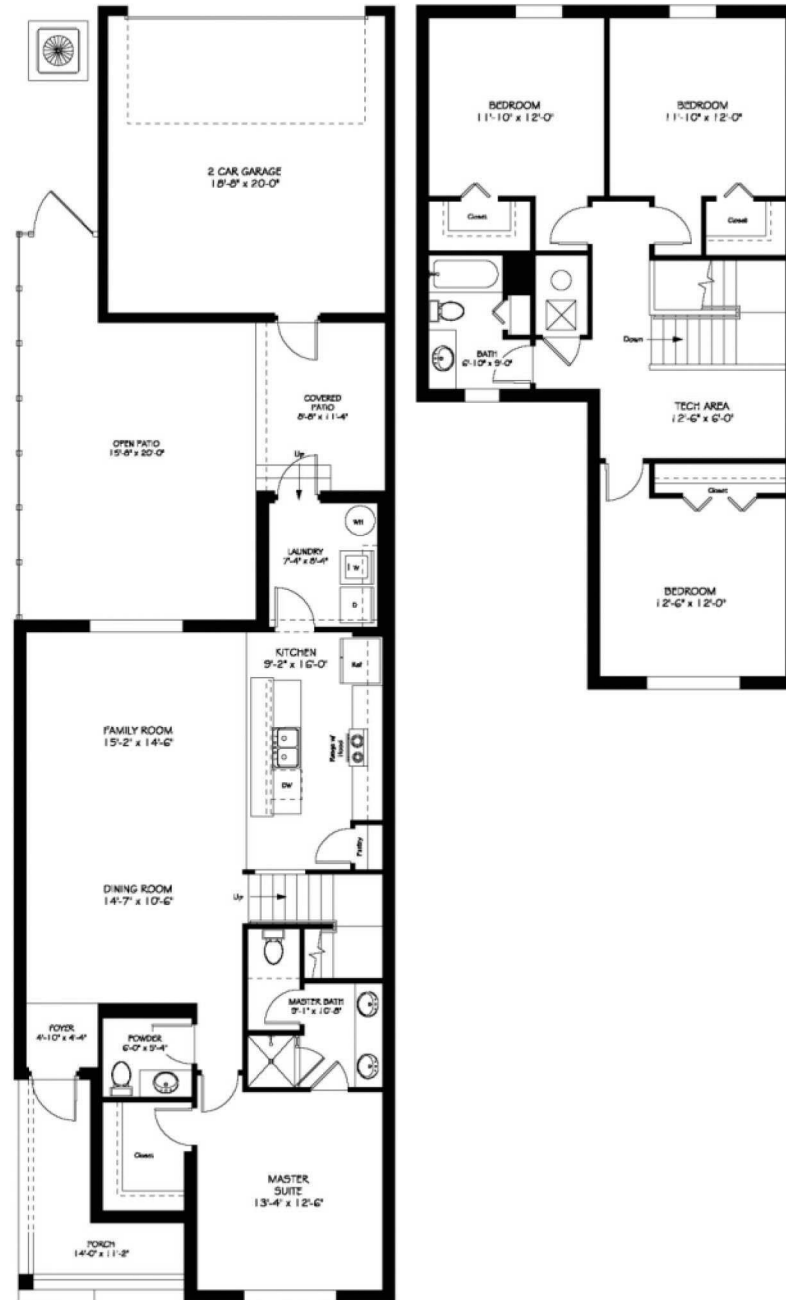 2 CAR GARAGE
18'-8" x 20'-0"
COVERED
PATIO
8'-8" x 11'-4"
OPEN PATIO
15'-8" x 20'-0"
Up
WH
LAUNDRY
7'-4" x 8'-4"
W
D
KITCHEN
9'-2" x 16'-0"
Ref
FAMILY ROOM
15'-2" x 14'-6"
Range w/
Hood
DW
Pantry
DINING ROOM
14'-7" x 10'-6"
Up
MASTER BATH
9'-1" x 10'-8"
FOYER
4'-10" x 4'-4"
POWDER
6'-0" x 5'-4"
Closet
MASTER
SUITE
13'-4" x 12'-6"
PORCH
14'-0" x 11'-2"
BEDROOM
11'-10" x 12'-0"
BEDROOM
11'-10" x 12'-0"
Closet
Closet
BATH
6'-10" x 9'-0"
Down
TECH AREA
12'-6" x 6'-0"
Closet
BEDROOM
12'-6" x 12'-0"